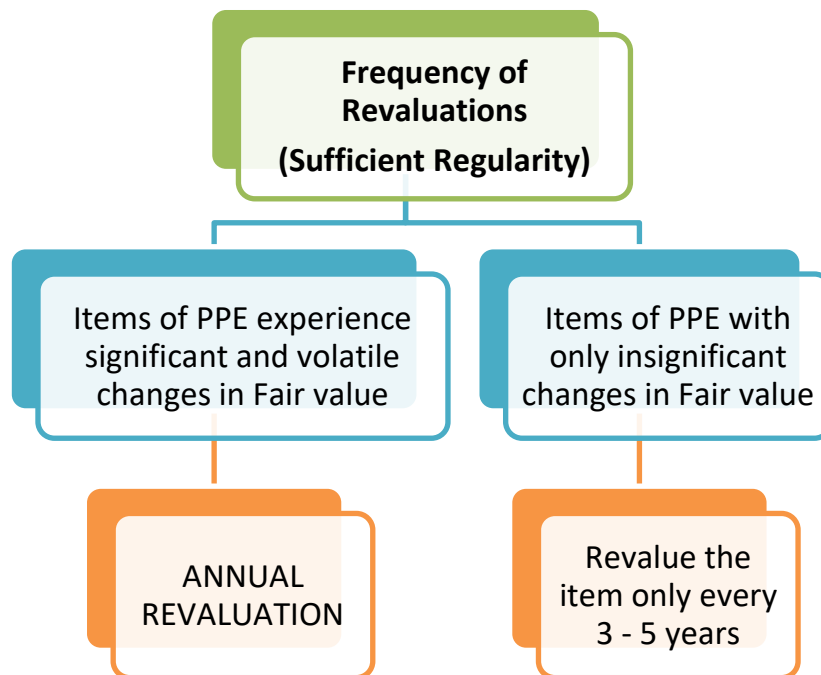 Frequency of
Revaluations
(Sufficient Regularity)
Items of PPE experience
significant and volatile
changes in Fair value
Items of PPE with
only insignificant
changes in Fair value
ANNUAL
REVALUATION
Revalue the
item only every
3 - 5 years